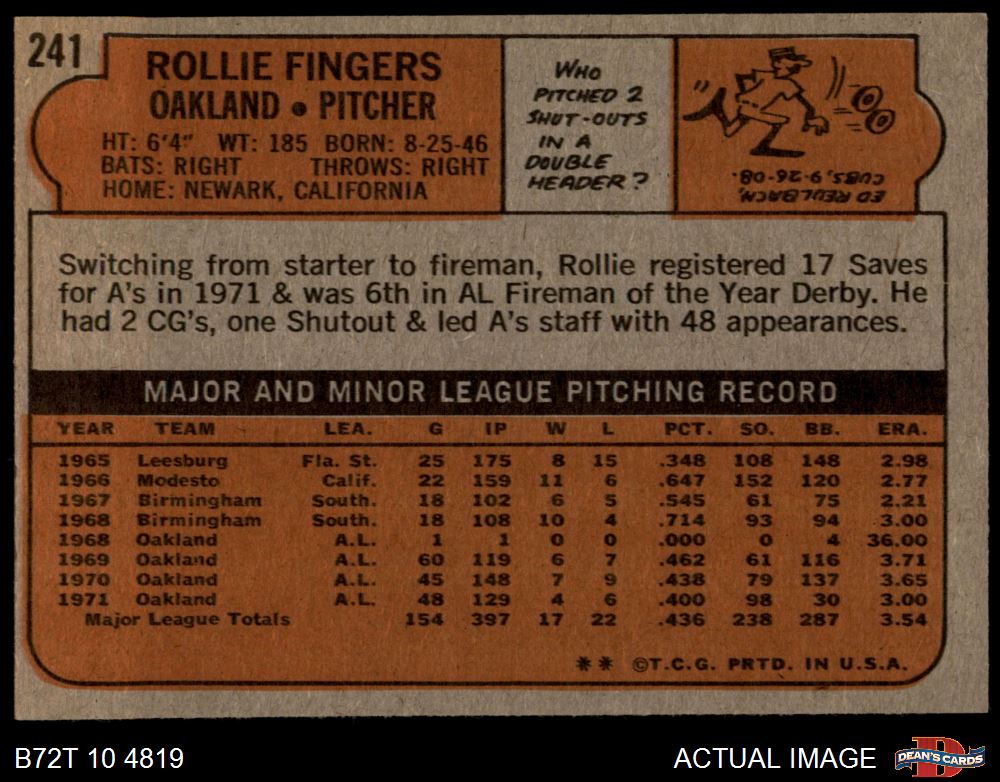 241
ROLLIE FINGERS
OAKLAND • PITCHER
HT: 6'4" WT: 185 BORN: 8-25-46
BATS: RIGHT THROWS: RIGHT
HOME: NEWARK, CALIFORNIA
WHO
PITCHED 2
SHUT-OUTS
IN A
DOUBLE
HEADER?
ED REULBACH,
CUBS, 9-26-08.
Switching from starter to fireman, Rollie registered 17 Saves
for A's in 1971 & was 6th in AL Fireman of the Year Derby. He
had 2 CG's, one Shutout & led A's staff with 48 appearances.
MAJOR AND MINOR LEAGUE PITCHING RECORD
YEAR TEAM LEA. G IP W L PCT. SO. BB. ERA.
1965 Leesburg Fla. St. 25 175 8 15 .348 108 148 2.98
1966 Modesto Calif. 22 159 11 6 .647 152 120 2.77
1967 Birmingham South. 18 102 6 5 .545 61 75 2.21
1968 Birmingham South. 18 108 10 4 .714 93 94 3.00
1968 Oakland A.L. 1 1 0 0 .000 0 4 36.00
1969 Oakland A.L. 60 119 6 7 .462 61 116 3.71
1970 Oakland A.L. 45 148 7 9 .438 79 137 3.65
1971 Oakland A.L. 48 129 4 6 .400 98 30 3.00
Major League Totals 154 397 17 22 .436 238 287 3.54
** ©T.C.G. PRTD. IN U.S.A.
B72T 10 4819
ACTUAL IMAGE
D
DEAN'S CARDS